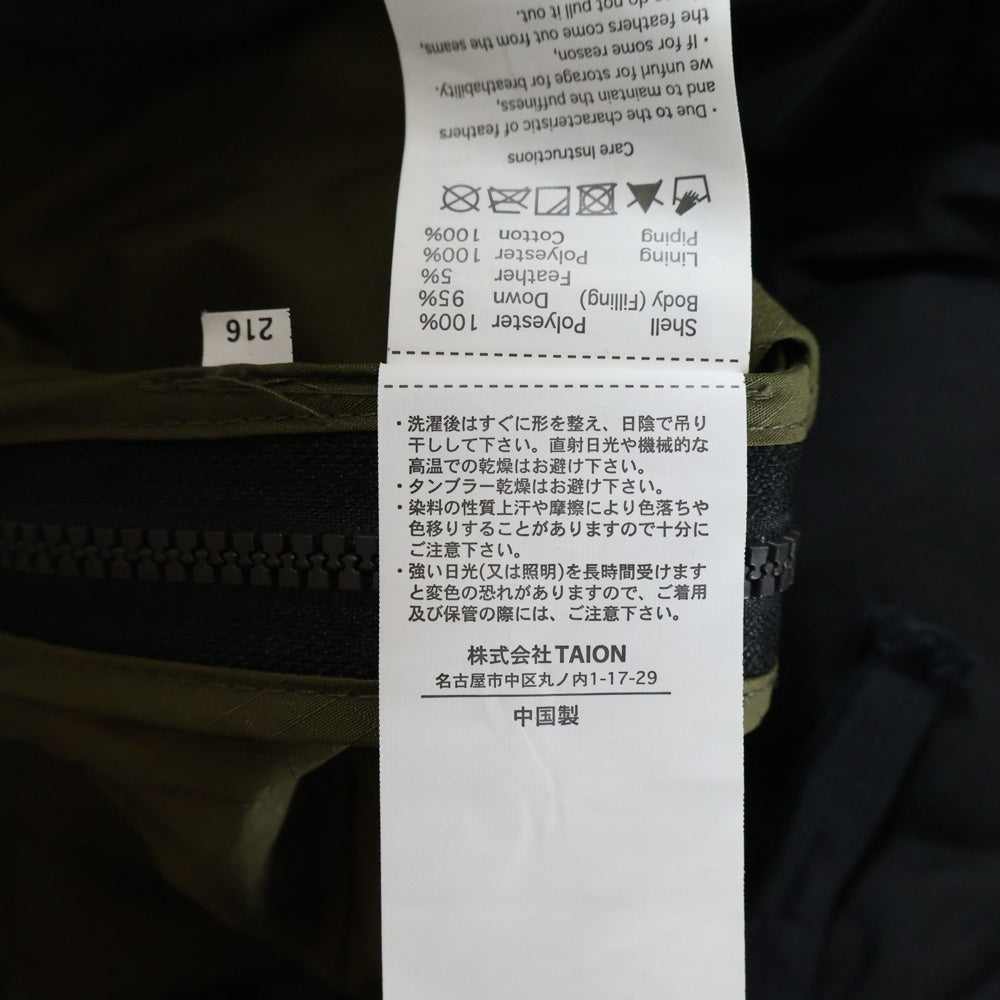 Shell Polyester 100%
Body (Filling) Down 95%
Feather 5%
Lining Polyester 100%
Piping Cotton 100%
Care Instructions
・Due to the characteristic of feathers
and to maintain the puffiness,
we unfurl for storage for breathability.
・If for some reason,
the feathers come out from the seams,
do not pull it out.
216
・洗濯後はすぐに形を整え、日陰で吊り
干しして下さい。直射日光や機械的な
高温での乾燥はお避け下さい。
・タンブラー乾燥はお避け下さい。
・染料の性質上汗や摩擦により色落ちや
色移りすることがありますので十分に
ご注意下さい。
・強い日光(又は照明)を長時間受けます
と変色の恐れがありますので、ご着用
及び保管の際には、ご注意下さい。
株式会社TAION
名古屋市中区丸ノ内1-17-29
中国製